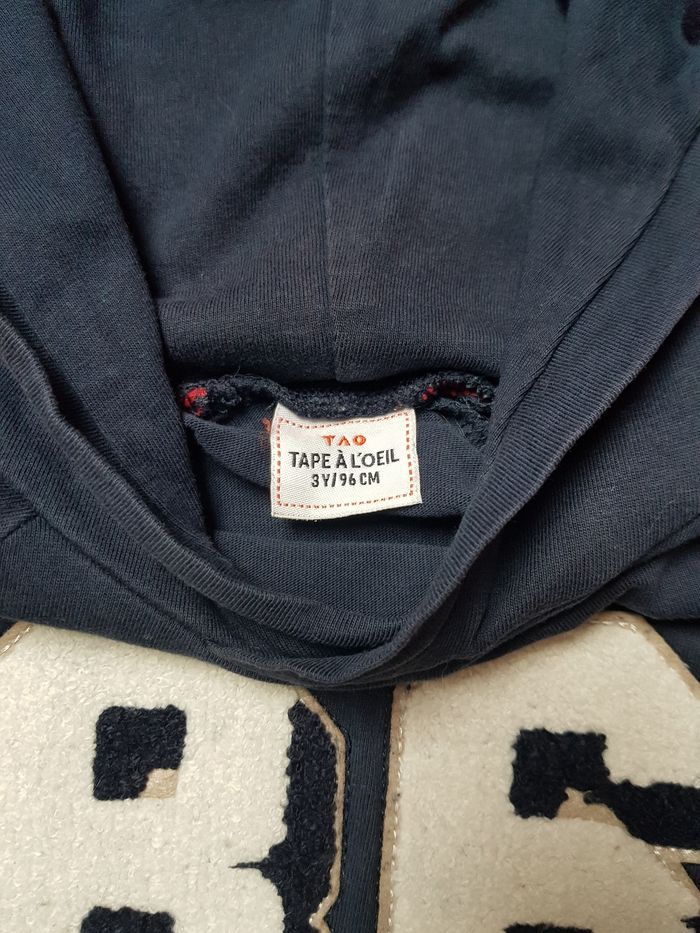 TAO
TAPE À L'OEIL
3Y/96 CM